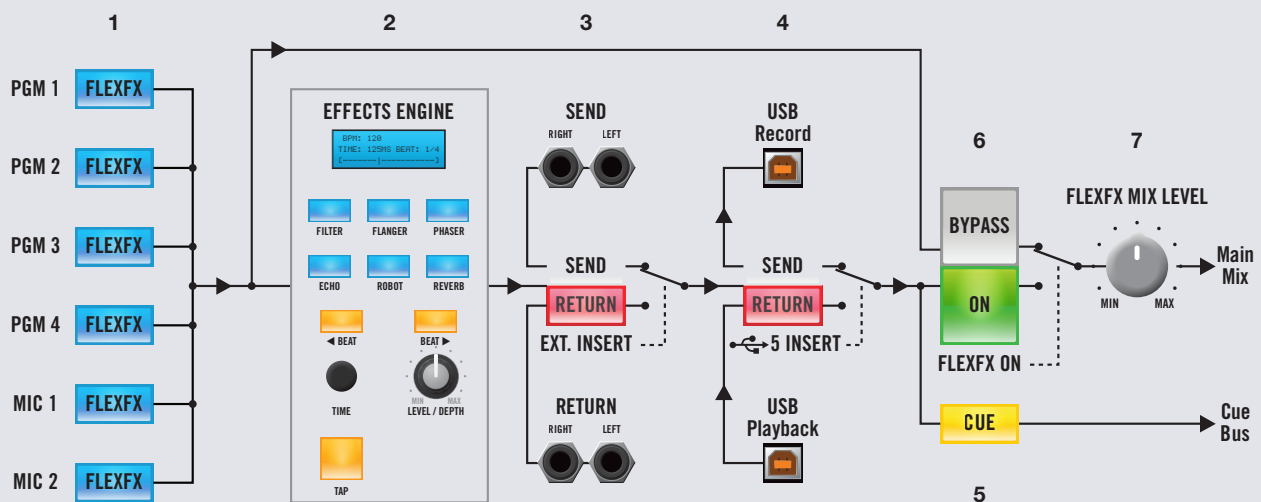 1
2
3
4
6
7
5
PGM 1
FLEXFX
PGM 2
FLEXFX
PGM 3
FLEXFX
PGM 4
FLEXFX
MIC 1
FLEXFX
MIC 2
FLEXFX
EFFECTS ENGINE
BPM: 120
TIME: 125MS BEAT: 1/4
[-------|-----------]
FILTER
FLANGER
PHASER
ECHO
ROBOT
REVERB
◀ BEAT
BEAT ▶
TIME
MIN
MAX
LEVEL / DEPTH
TAP
SEND
RIGHT
LEFT
SEND
RETURN
EXT. INSERT
RETURN
RIGHT
LEFT
USB
Record
SEND
RETURN
5 INSERT
USB
Playback
BYPASS
ON
FLEXFX ON
CUE
FLEXFX MIX LEVEL
MIN
MAX
Main
Mix
Cue
Bus